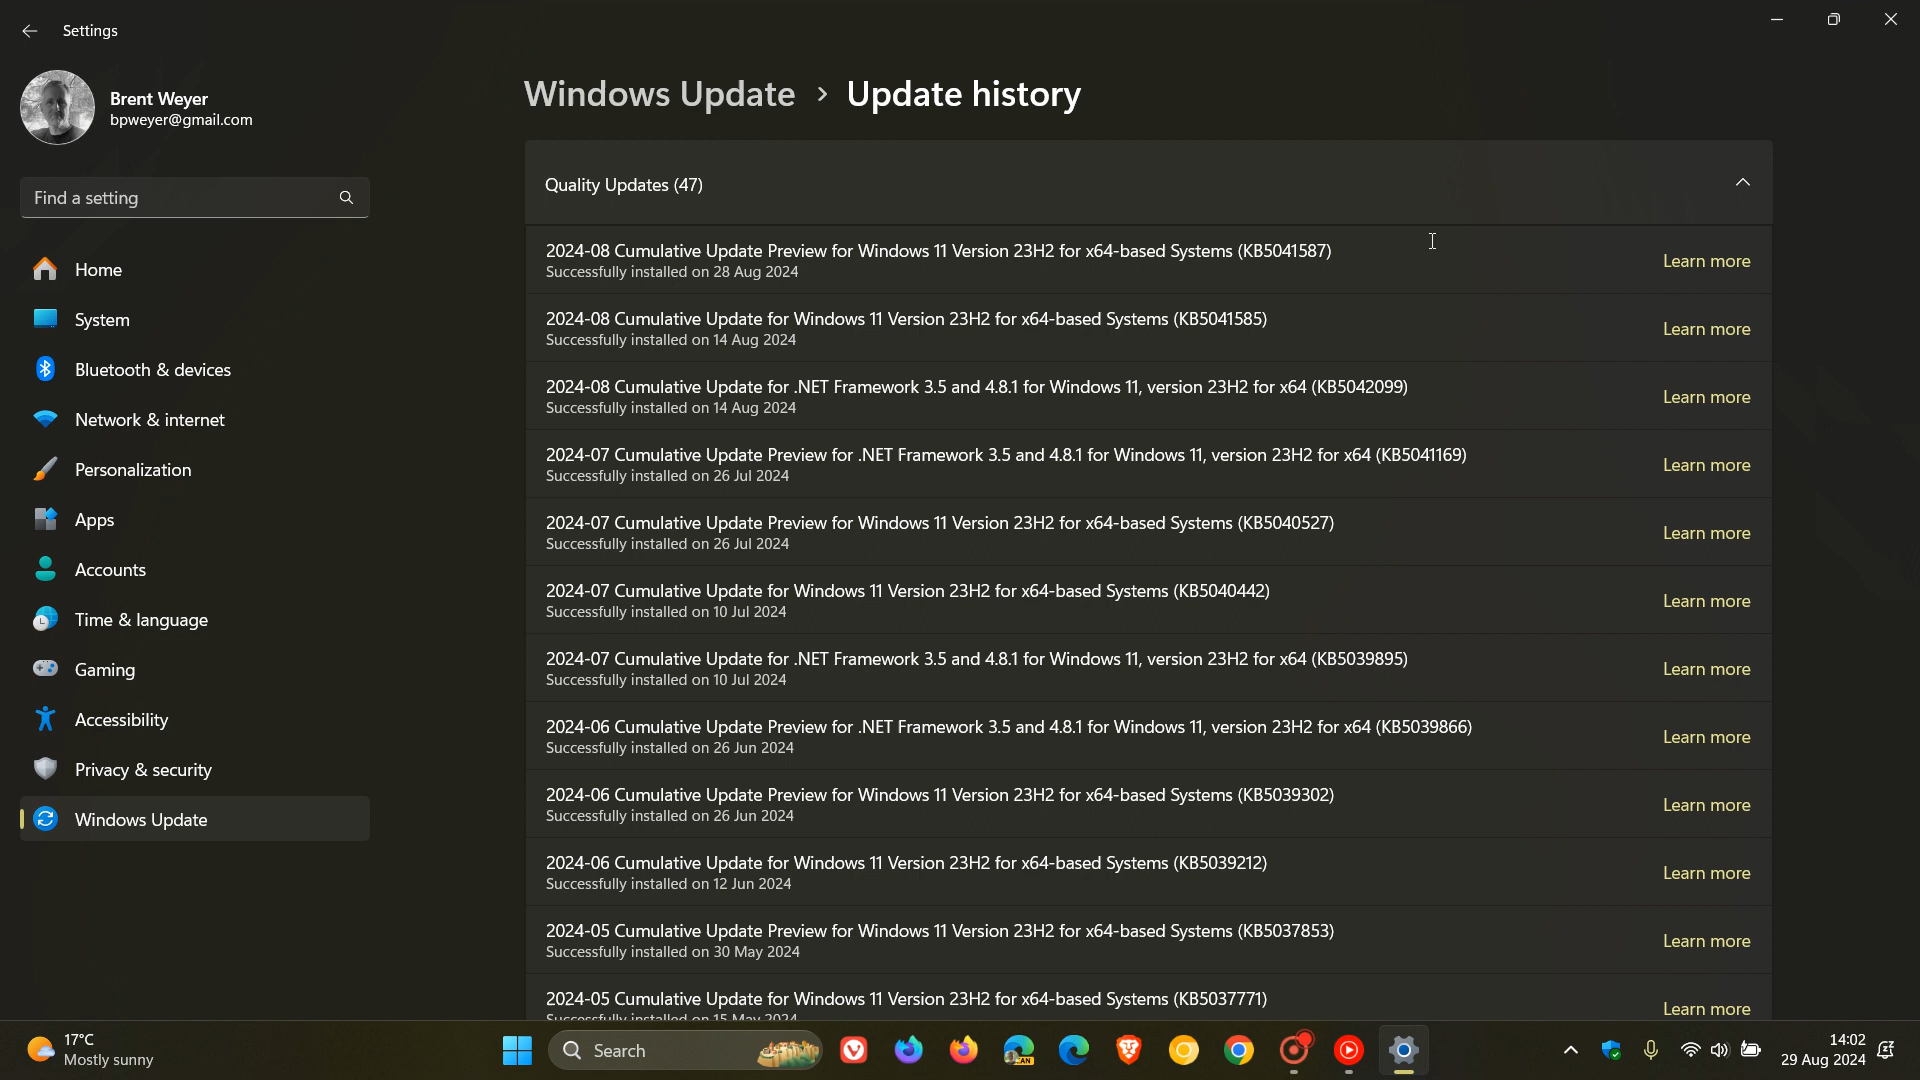 Settings
Brent Weyer
bpweyer@gmail.com
Find a setting
Home
System
Bluetooth & devices
Network & internet
Personalization
Apps
Accounts
Time & language
Gaming
Accessibility
Privacy & security
Windows Update
Windows Update > Update history
Quality Updates (47)
2024-08 Cumulative Update Preview for Windows 11 Version 23H2 for x64-based Systems (KB5041587)
Successfully installed on 28 Aug 2024
Learn more
2024-08 Cumulative Update for Windows 11 Version 23H2 for x64-based Systems (KB5041585)
Successfully installed on 14 Aug 2024
Learn more
2024-08 Cumulative Update for .NET Framework 3.5 and 4.8.1 for Windows 11, version 23H2 for x64 (KB5042099)
Successfully installed on 14 Aug 2024
Learn more
2024-07 Cumulative Update Preview for .NET Framework 3.5 and 4.8.1 for Windows 11, version 23H2 for x64 (KB5041169)
Successfully installed on 26 Jul 2024
Learn more
2024-07 Cumulative Update Preview for Windows 11 Version 23H2 for x64-based Systems (KB5040527)
Successfully installed on 26 Jul 2024
Learn more
2024-07 Cumulative Update for Windows 11 Version 23H2 for x64-based Systems (KB5040442)
Successfully installed on 10 Jul 2024
Learn more
2024-07 Cumulative Update for .NET Framework 3.5 and 4.8.1 for Windows 11, version 23H2 for x64 (KB5039895)
Successfully installed on 10 Jul 2024
Learn more
2024-06 Cumulative Update Preview for .NET Framework 3.5 and 4.8.1 for Windows 11, version 23H2 for x64 (KB5039866)
Successfully installed on 26 Jun 2024
Learn more
2024-06 Cumulative Update Preview for Windows 11 Version 23H2 for x64-based Systems (KB5039302)
Successfully installed on 26 Jun 2024
Learn more
2024-06 Cumulative Update for Windows 11 Version 23H2 for x64-based Systems (KB5039212)
Successfully installed on 12 Jun 2024
Learn more
2024-05 Cumulative Update Preview for Windows 11 Version 23H2 for x64-based Systems (KB5037853)
Successfully installed on 30 May 2024
Learn more
2024-05 Cumulative Update for Windows 11 Version 23H2 for x64-based Systems (KB5037771)
Successfully installed on 15 May 2024
Learn more
17°C
Mostly sunny
Search
CAN
14:02
29 Aug 2024